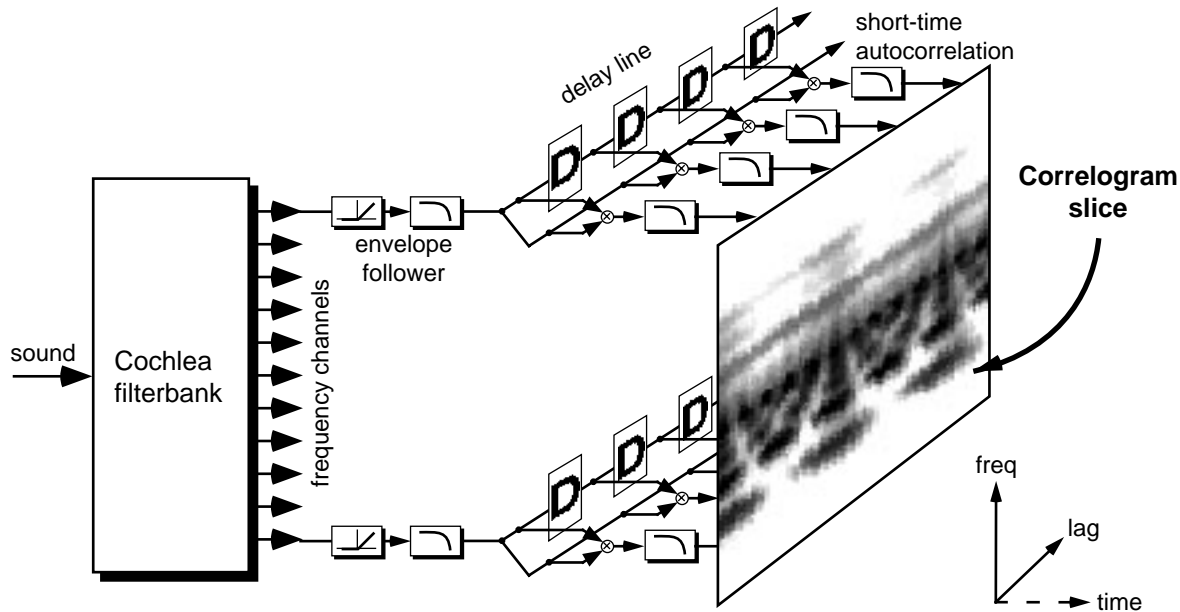 sound
Cochlea
filterbank
frequency channels
envelope
follower
delay line
D
D
D
D
short-time
autocorrelation
D
D
D
Correlogram
slice
freq
lag
time